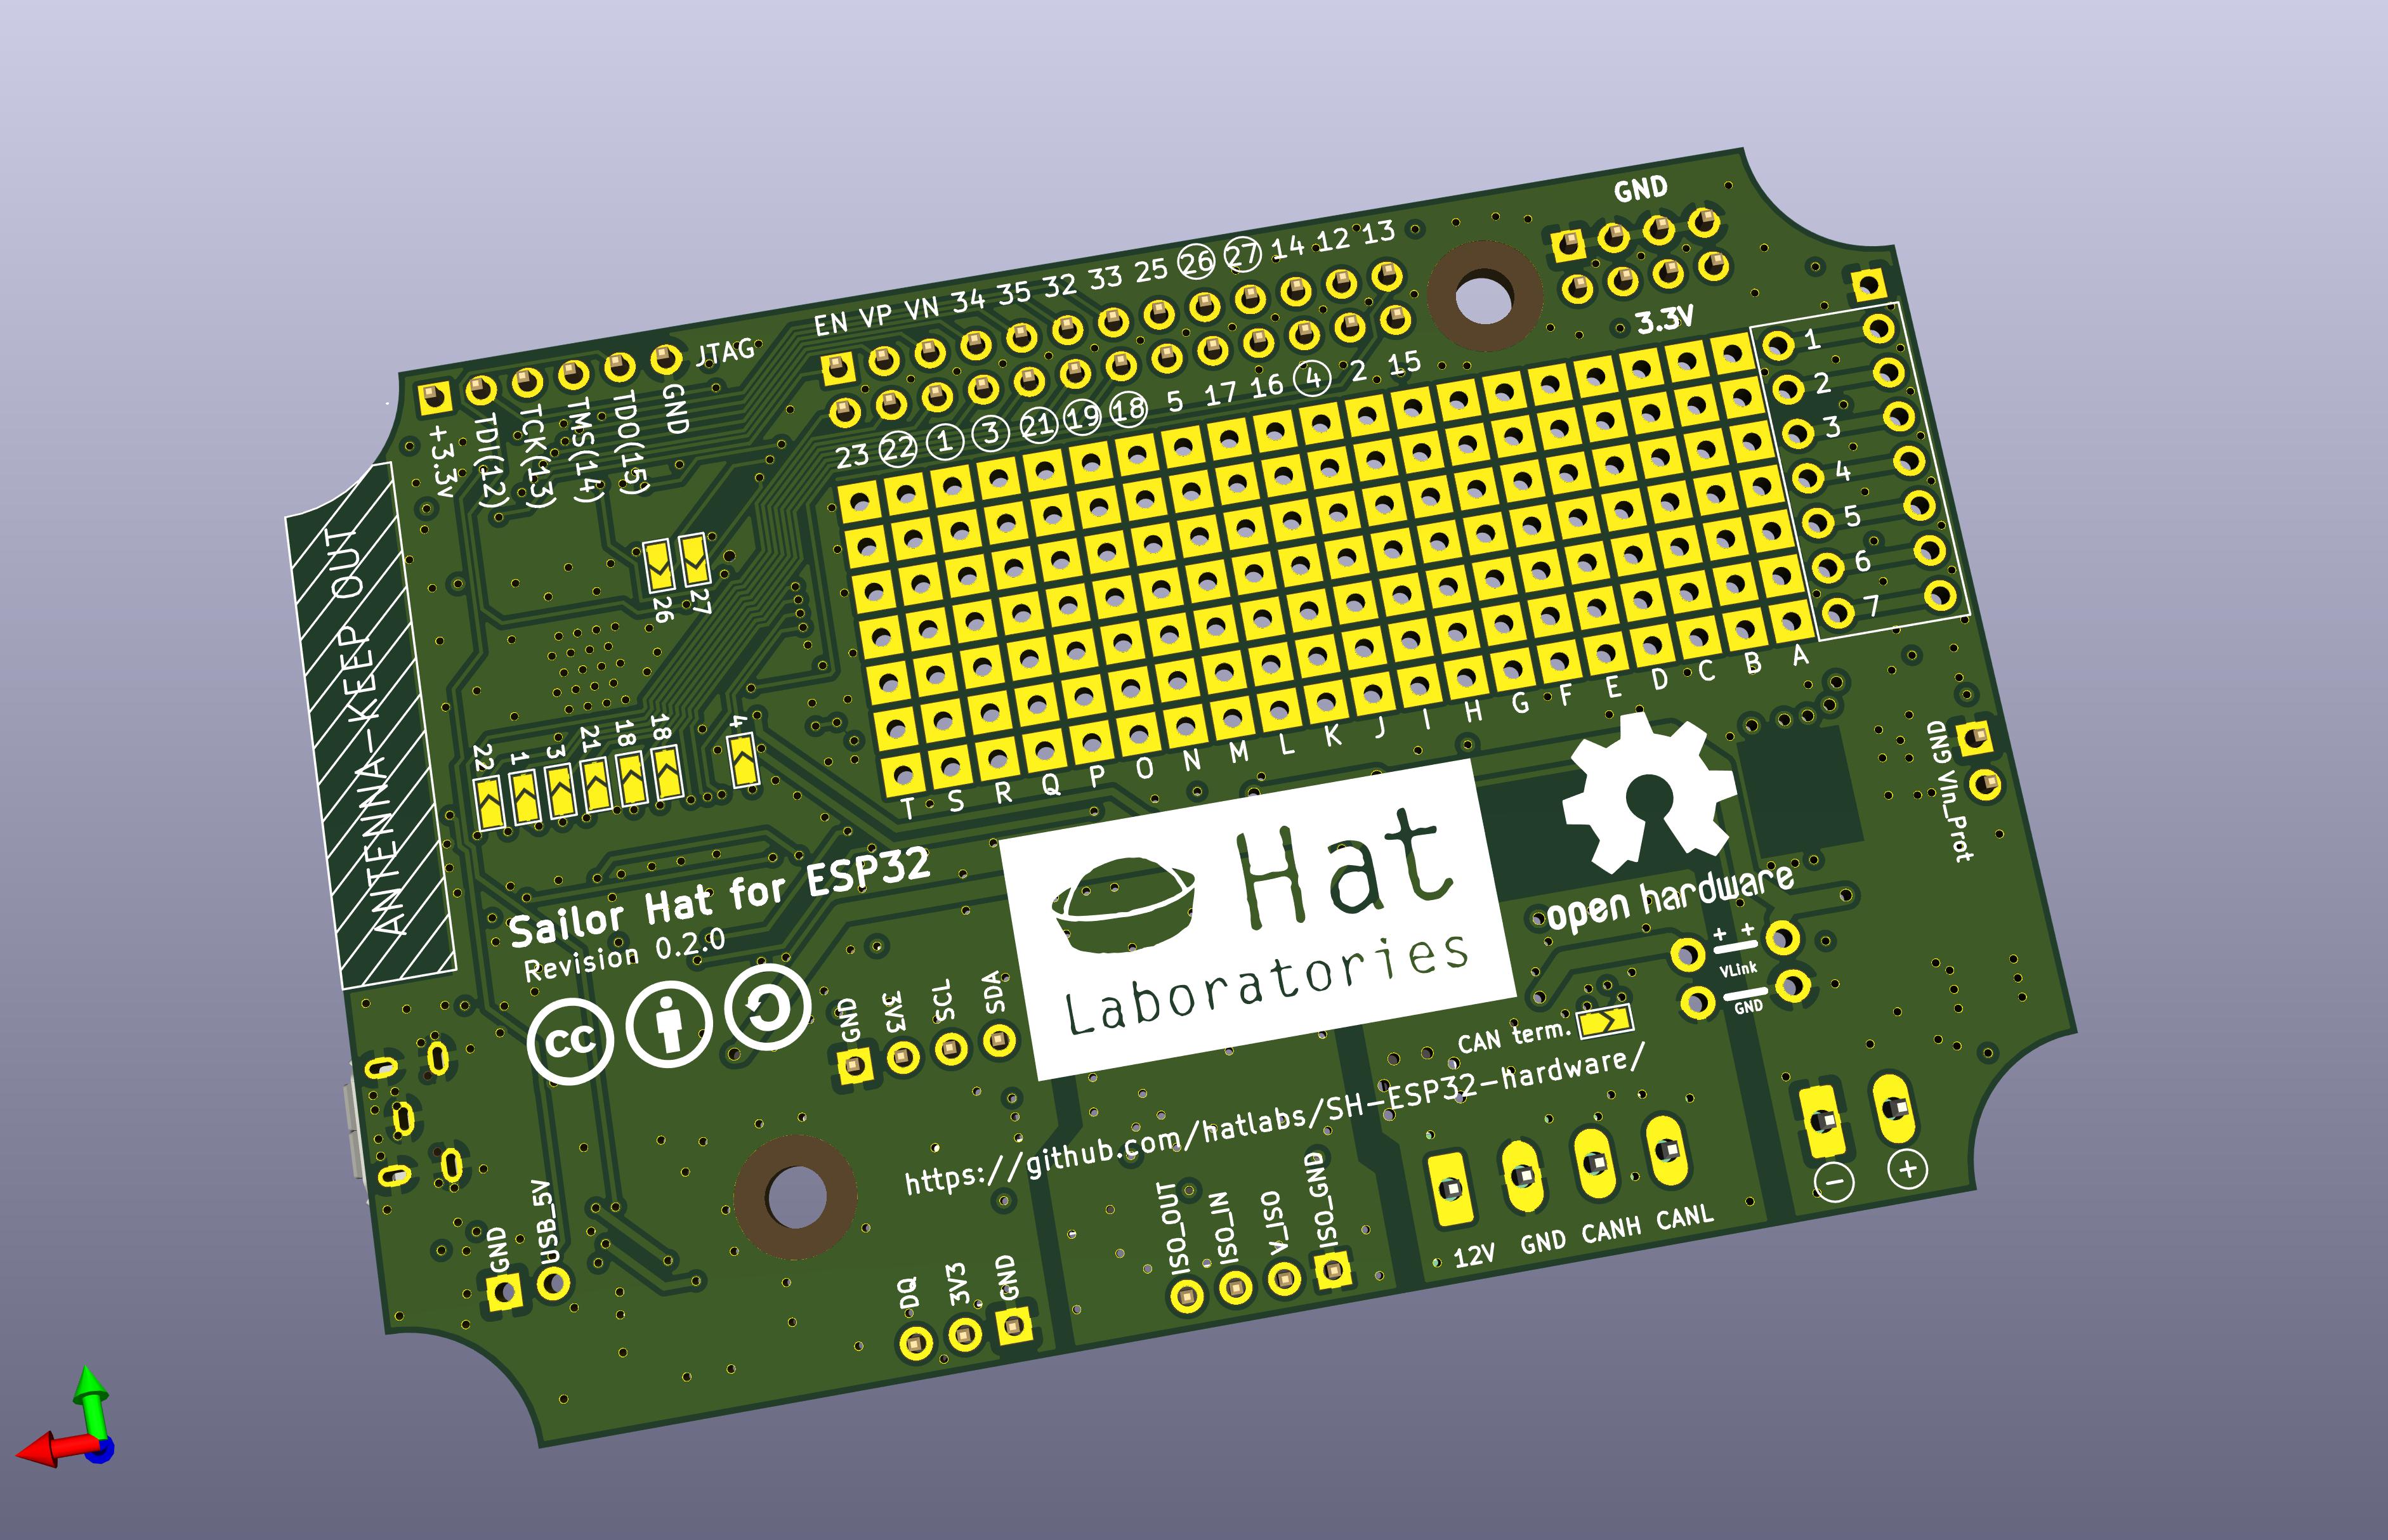 GND
EN VP VN 34 35 32 33 25 26 27 14 12 13
3.3V
JTAG
+3.3v
TDI(12)
TCK(13)
TMS(14)
TDO(15)
GND
23 22 1 3 21 19 18 5 17 16 4 2 15
1
2
3
4
5
6
7
ANTENNA-KEEP OUT
26
27
22
1
3
21
18
18
4
T S R Q P O N M L K J I H G F E D C B A
GND
VIn_Prot
Hat
Laboratories
open hardware
Sailor Hat for ESP32
Revision 0.2.0
cc
GND
3V3
SCL
SDA
+ +
VLink
GND
CAN term.
https://github.com/hatlabs/SH-ESP32-hardware/
GND
USB_5V
DQ
3V3
GND
ISO_OUT
ISO_IN
V_ISO
ISO_GND
12V GND CANH CANL
- +